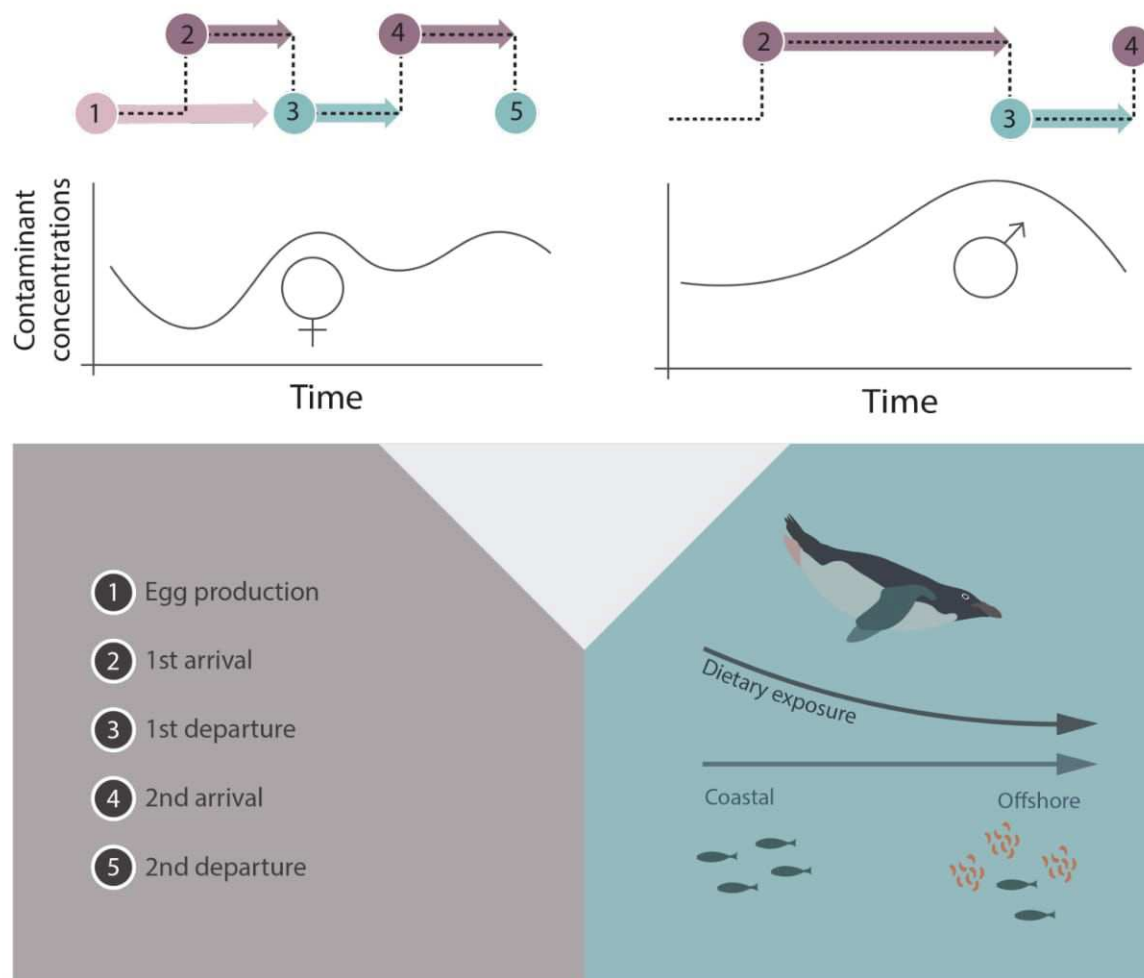 2 4
1 3 5
2 4
3
Contaminant
concentrations
Time
Time
1 Egg production
2 1st arrival
3 1st departure
4 2nd arrival
5 2nd departure
Dietary exposure
Coastal Offshore